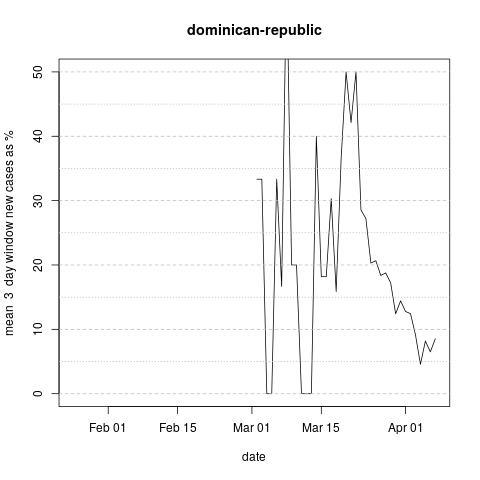 dominican-republic
mean 3 day window new cases as %
50
40
30
20
10
0
Feb 01 Feb 15 Mar 01 Mar 15 Apr 01
date